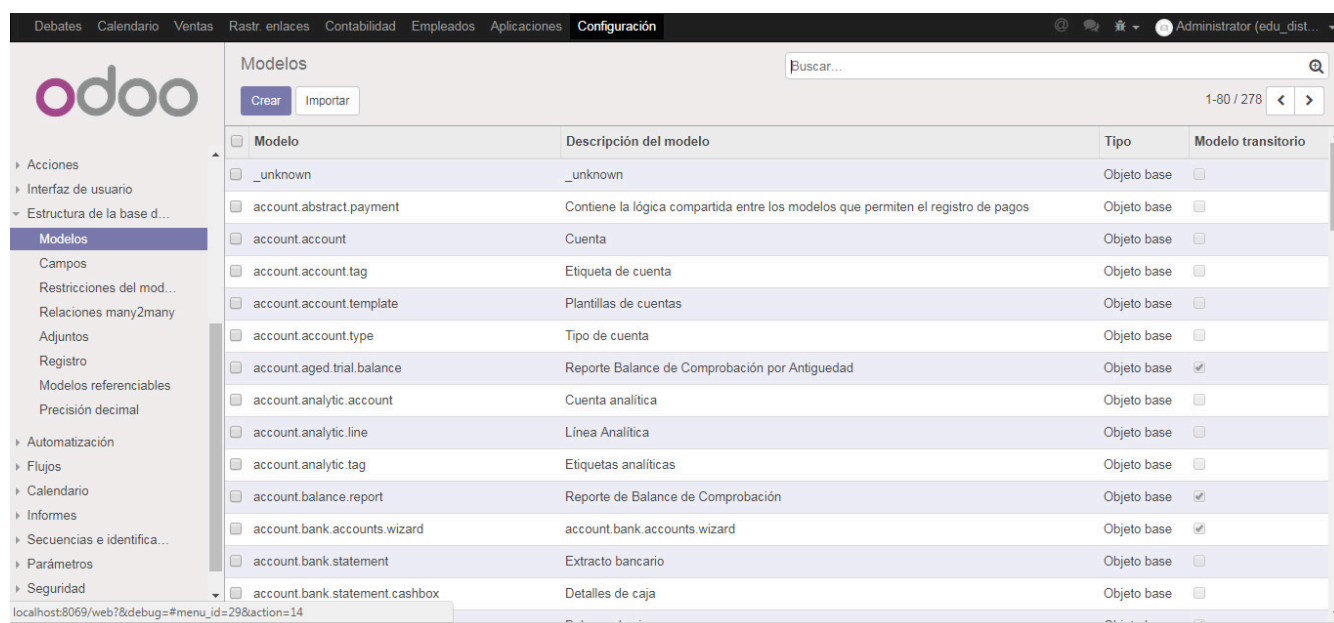 Debates Calendario Ventas Rastr. enlaces Contabilidad Empleados Aplicaciones Configuración @ Administrator (edu_dist...
odoo
Modelos
Buscar...
Crear Importar
1-80 / 278
Modelo Descripción del modelo Tipo Modelo transitorio
Acciones
Interfaz de usuario
Estructura de la base d...
Modelos
Campos
Restricciones del mod...
Relaciones many2many
Adjuntos
Registro
Modelos referenciables
Precisión decimal
Automatización
Flujos
Calendario
Informes
Secuencias e identifica...
Parámetros
Seguridad
_unknown _unknown Objeto base
account.abstract.payment Contiene la lógica compartida entre los modelos que permiten el registro de pagos Objeto base
account.account Cuenta Objeto base
account.account.tag Etiqueta de cuenta Objeto base
account.account.template Plantillas de cuentas Objeto base
account.account.type Tipo de cuenta Objeto base
account.aged.trial.balance Reporte Balance de Comprobación por Antiguedad Objeto base
account.analytic.account Cuenta analítica Objeto base
account.analytic.line Línea Analítica Objeto base
account.analytic.tag Etiquetas analíticas Objeto base
account.balance.report Reporte de Balance de Comprobación Objeto base
account.bank.accounts.wizard account.bank.accounts.wizard Objeto base
account.bank.statement Extracto bancario Objeto base
account.bank.statement.cashbox Detalles de caja Objeto base
localhost:8069/web?&debug=#menu_id=29&action=14